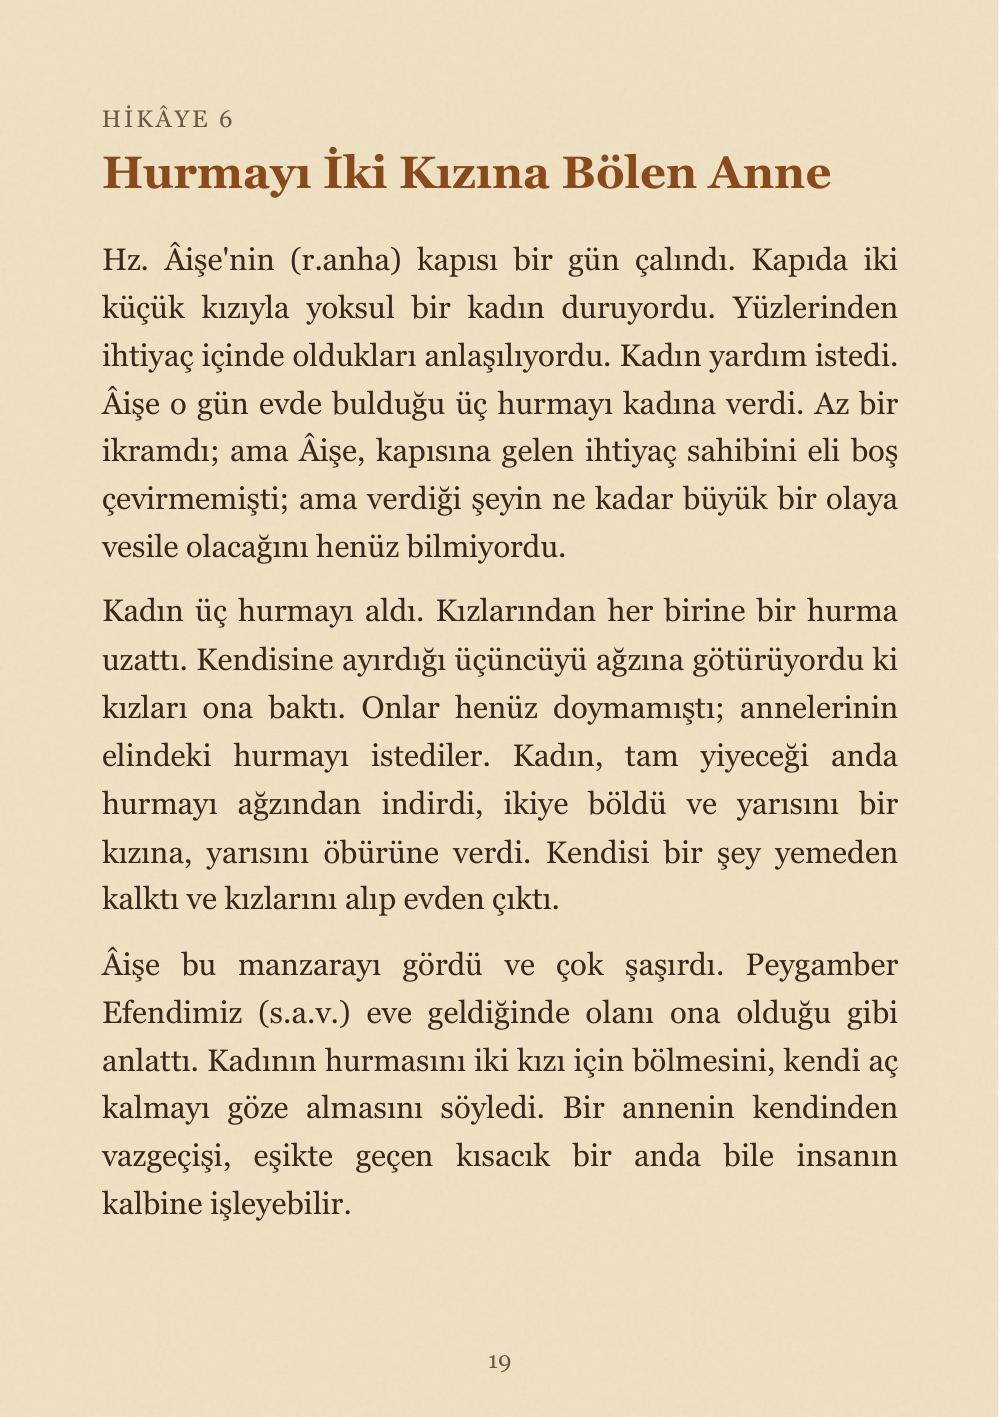 HİKÂYE 6
Hurmayı İki Kızına Bölen Anne
Hz. Âişe'nin (r.anha) kapısı bir gün çalındı. Kapıda iki
küçük kızıyla yoksul bir kadın duruyordu. Yüzlerinden
ihtiyaç içinde oldukları anlaşılıyordu. Kadın yardım istedi.
Âişe o gün evde bulduğu üç hurmayı kadına verdi. Az bir
ikramdı; ama Âişe, kapısına gelen ihtiyaç sahibini eli boş
çevirmemişti; ama verdiği şeyin ne kadar büyük bir olaya
vesile olacağını henüz bilmiyordu.
Kadın üç hurmayı aldı. Kızlarından her birine bir hurma
uzattı. Kendisine ayırdığı üçüncüyü ağzına götürüyordu ki
kızları ona baktı. Onlar henüz doymamıştı; annelerinin
elindeki hurmayı istediler. Kadın, tam yiyeceği anda
hurmayı ağzından indirdi, ikiye böldü ve yarısını bir
kızına, yarısını öbürüne verdi. Kendisi bir şey yemeden
kalktı ve kızlarını alıp evden çıktı.
Âişe bu manzarayı gördü ve çok şaşırdı. Peygamber
Efendimiz (s.a.v.) eve geldiğinde olanı ona olduğu gibi
anlattı. Kadının hurmasını iki kızı için bölmesini, kendi aç
kalmayı göze almasını söyledi. Bir annenin kendinden
vazgeçişi, eşikte geçen kısacık bir anda bile insanın
kalbine işleyebilir.
19